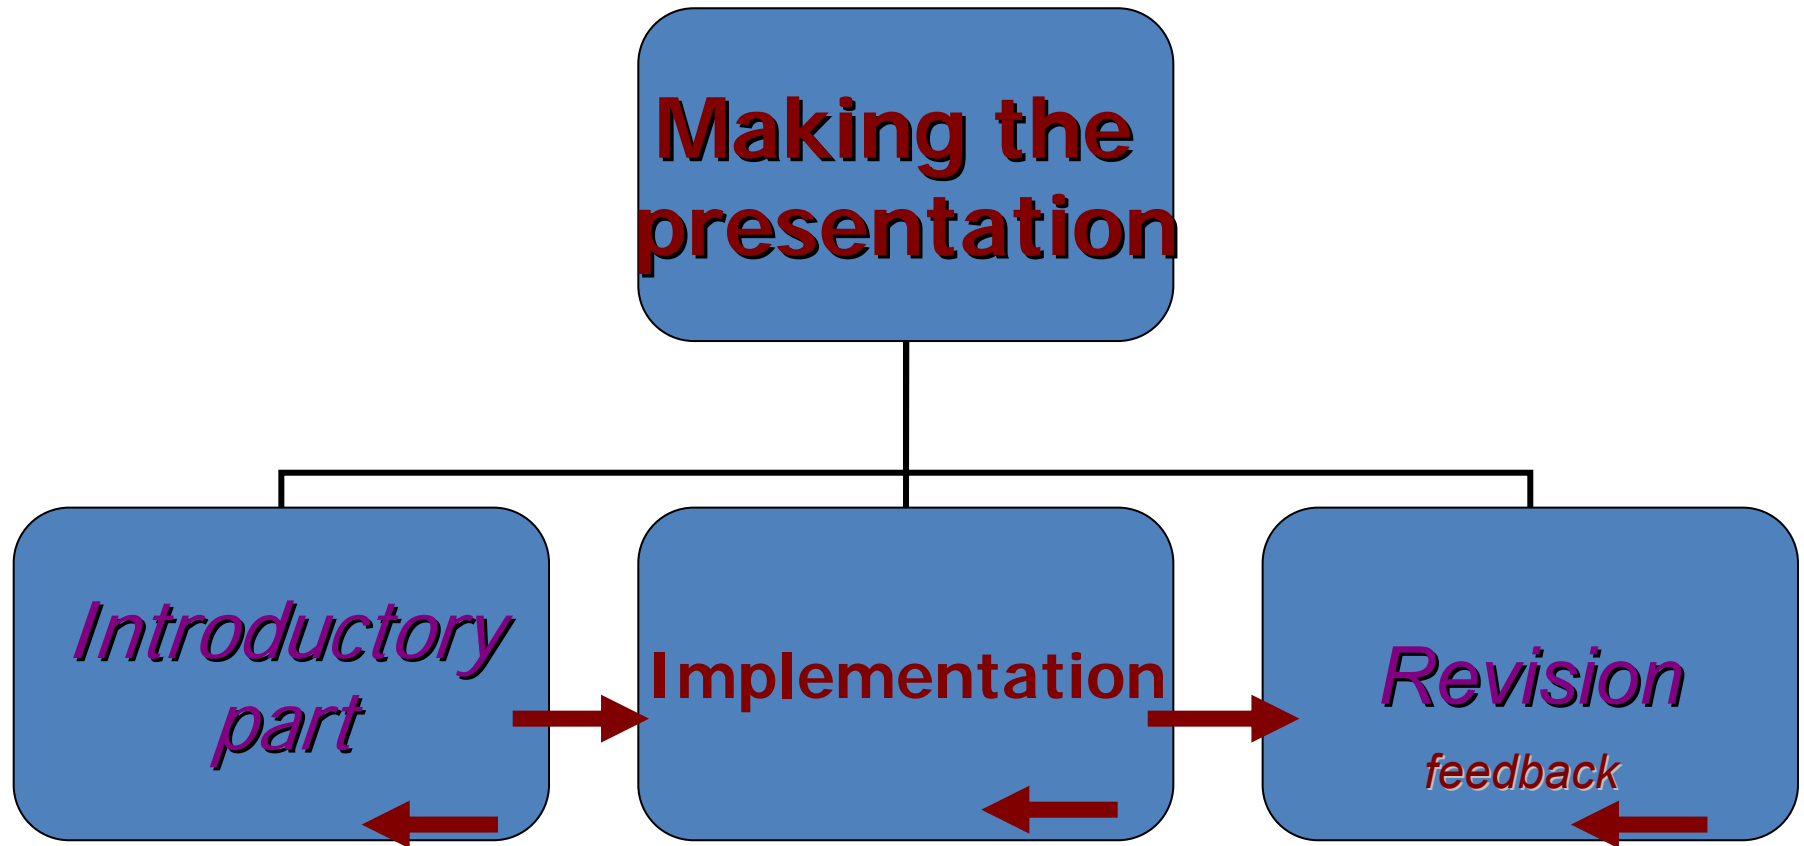 Making the
presentation
Introductory
part
Implementation
Revision
feedback